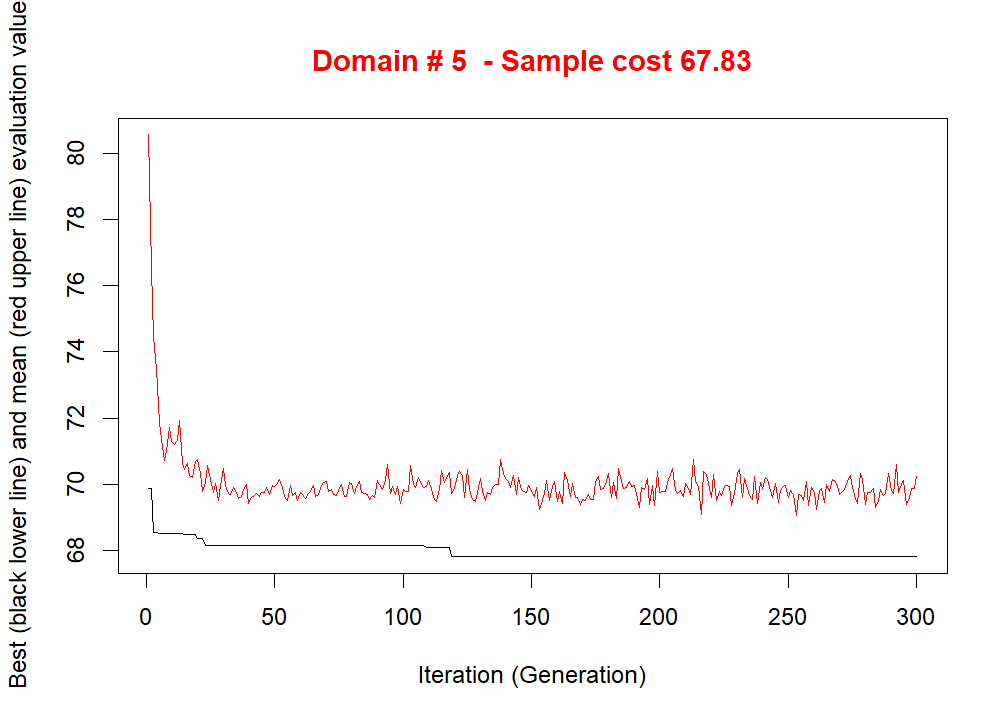 Domain # 5  - Sample cost 67.83
Best (black lower line) and mean (red upper line) evaluation value
80
78
76
74
72
70
68
0 50 100 150 200 250 300
Iteration (Generation)